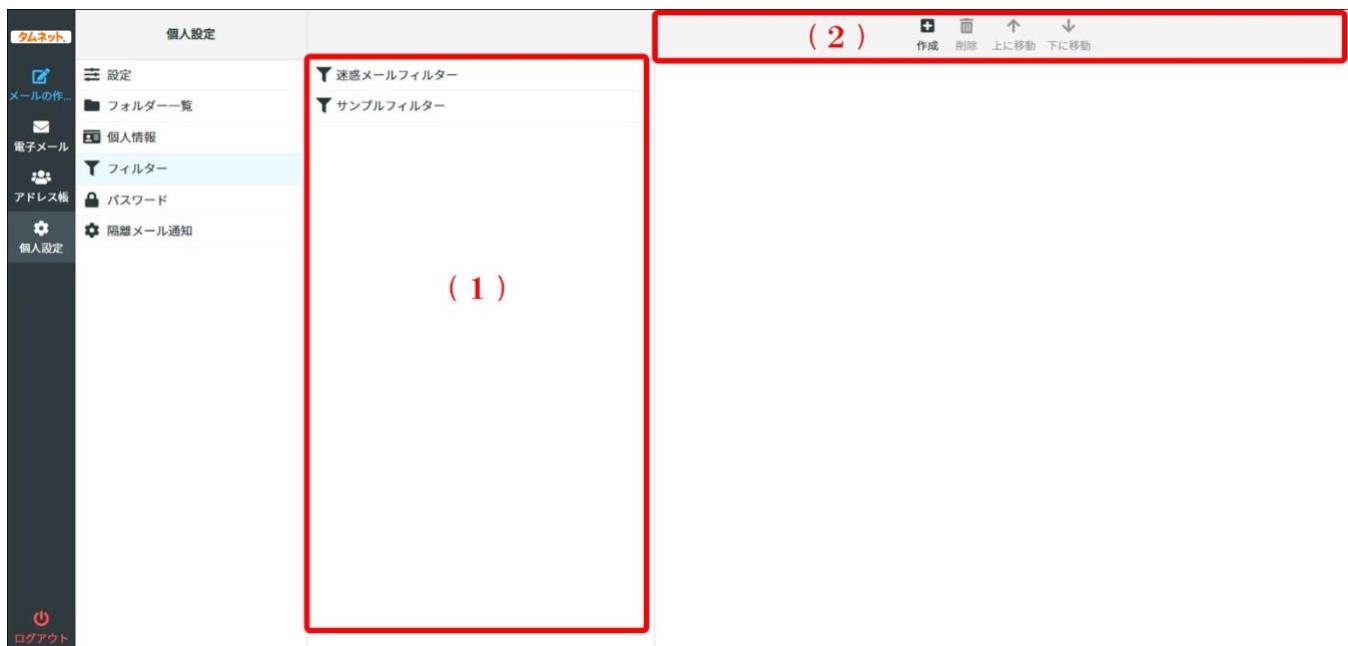 タムネット.
メールの作...
電子メール
アドレス帳
個人設定
ログアウト
個人設定
設定
フォルダー一覧
個人情報
フィルター
パスワード
隔離メール通知
迷惑メールフィルター
サンプルフィルター
(1)
(2)
作成 削除 上に移動 下に移動